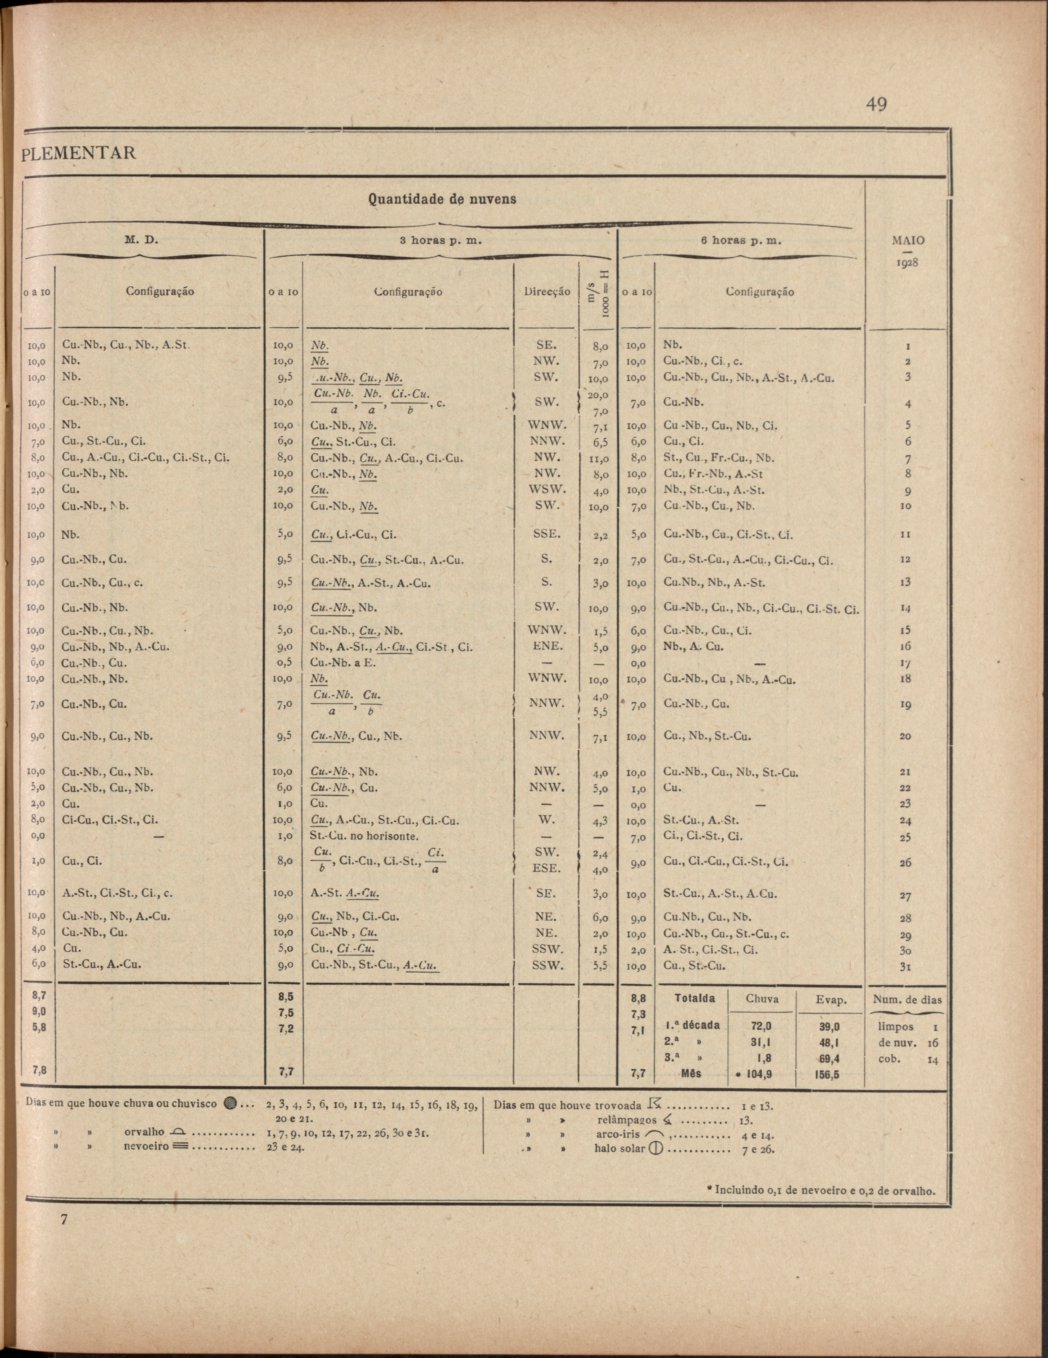 49
PLEMENTAR
Quantidade de nuvens
M. D. 3 horas p. m. 6 horas p. m. MAIO
1928
0 a 10 Configuração 0 a 10 Configuração Direcção m/s 1000 = H 0 a 10 Configuração
10,0 Cu.-Nb., Cu., Nb., A.St. 10,0 Nb. SE. 8,0 10,0 Nb. 1
10,0 Nb. 10,0 Nb. NW. 7,0 10,0 Cu.-Nb., Ci., c. 2
10,0 Nb. 9,5 .u.-Nb., Cu., Nb. SW. 10,0 10,0 Cu.-Nb., Cu., Nb., A.-St., A.-Cu. 3
10,0 Cu.-Nb., Nb. 10,0 Cu.-Nb./a, Nb./a, Ci.-Cu./b, c. SW. 20,0 7,0 7,0 Cu.-Nb. 4
10,0 Nb. 10,0 Cu.-Nb., Nb. WNW. 7,1 10,0 Cu -Nb., Cu., Nb., Ci. 5
7,0 Cu., St.-Cu., Ci. 6,0 Cu., St.-Cu., Ci. NNW. 6,5 6,0 Cu., Ci. 6
8,0 Cu., A.-Cu., Ci.-Cu., Ci.-St., Ci. 8,0 Cu.-Nb., Cu., A.-Cu., Ci.-Cu. NW. 11,0 8,0 St., Cu., Fr.-Cu., Nb. 7
10,0 Cu.-Nb., Nb. 10,0 Cu.-Nb., Nb. NW. 8,0 10,0 Cu., Fr.-Nb., A.-St 8
2,0 Cu. 2,0 Cu. WSW. 4,0 10,0 Nb., St.-Cu., A.-St. 9
10,0 Cu.-Nb., Nb. 10,0 Cu.-Nb., Nb. SW. 10,0 7,0 Cu.-Nb., Cu., Nb. 10
10,0 Nb. 5,0 Cu., Ci.-Cu., Ci. SSE. 2,2 5,0 Cu.-Nb., Cu., Ci.-St., Ci. 11
9,0 Cu.-Nb., Cu. 9,5 Cu.-Nb., Cu., St.-Cu., A.-Cu. S. 2,0 7,0 Cu., St.-Cu., A.-Cu., Ci.-Cu., Ci. 12
10,0 Cu.-Nb., Cu., c. 9,5 Cu.-Nb., A.-St., A.-Cu. S. 3,0 10,0 Cu.Nb., Nb., A.-St. 13
10,0 Cu.-Nb., Nb. 10,0 Cu.-Nb., Nb. SW. 10,0 9,0 Cu.-Nb., Cu., Nb., Ci.-Cu., Ci.-St. Ci. 14
10,0 Cu.-Nb., Cu., Nb. 5,0 Cu.-Nb., Cu., Nb. WNW. 1,5 6,0 Cu.-Nb., Cu., Ci. 15
9,0 Cu.-Nb., Nb., A.-Cu. 9,0 Nb., A.-St., A.-Cu., Ci.-St , Ci. ENE. 5,0 9,0 Nb., A. Cu. 16
6,0 Cu.-Nb., Cu. 0,5 Cu.-Nb. a E. — — 0,0 — 17
10,0 Cu.-Nb., Nb. 10,0 Nb. WNW. 10,0 10,0 Cu.-Nb., Cu , Nb., A.-Cu. 18
7,0 Cu.-Nb., Cu. 7,0 Cu.-Nb./a, Cu./b NNW. 4,0 5,5 * 7,0 Cu.-Nb., Cu. 19
9,0 Cu.-Nb., Cu., Nb. 9,5 Cu.-Nb., Cu., Nb. NNW. 7,1 10,0 Cu., Nb., St.-Cu. 20
10,0 Cu.-Nb., Cu., Nb. 10,0 Cu.-Nb., Nb. NW. 4,0 10,0 Cu.-Nb., Cu., Nb., St.-Cu. 21
5,0 Cu.-Nb., Cu., Nb. 6,0 Cu.-Nb., Cu. NNW. 5,0 1,0 Cu. 22
2,0 Cu. 1,0 Cu. — — 0,0 — 23
8,0 Ci-Cu., Ci.-St., Ci. 10,0 Cu., A.-Cu., St.-Cu., Ci.-Cu. W. 4,3 10,0 St.-Cu., A.-St. 24
0,0 — 1,0 St.-Cu. no horisonte. — — 7,0 Ci., Ci.-St., Ci. 25
1,0 Cu., Ci. 8,0 Cu./b, Ci.-Cu., Ci.-St., Ci./a SW. ESE. 2,4 4,0 9,0 Cu., Ci.-Cu., Ci.-St., Ci. 26
10,0 A.-St., Ci.-St., Ci., c. 10,0 A.-St. A.-Cu. SE. 3,0 10,0 St.-Cu., A.-St., A.Cu. 27
10,0 Cu.-Nb., Nb., A.-Cu. 9,0 Cu., Nb., Ci.-Cu. NE. 6,0 9,0 Cu.Nb., Cu., Nb. 28
8,0 Cu.-Nb., Cu. 10,0 Cu.-Nb , Cu. NE. 2,0 10,0 Cu.-Nb., Cu., St.-Cu., c. 29
4,0 Cu. 5,0 Cu., Ci -Cu. SSW. 1,5 2,0 A.-St., Ci.-St., Ci. 30
6,0 St.-Cu., A.-Cu. 9,0 Cu.-Nb., St.-Cu., A.-Cu. SSW. 5,5 10,0 Cu., St.-Cu. 31
8,7 8,5 8,8 Totalda Chuva Evap. Num. de dias
9,0 7,5 7,3
5,8 7,2 7,1 1.ª década 72,0 39,0 limpos 1
2.ª » 31,1 48,1 de nuv. 16
3.ª » 1,8 69,4 cob. 14
7,8 7,7 7,7 Mês * 104,9 156,5
Dias em que houve chuva ou chuvisco ... 2, 3, 4, 5, 6, 10, 11, 12, 14, 15, 16, 18, 19,
20 e 21.
» » orvalho ............ 1, 7, 9, 10, 12, 17, 22, 26, 30 e 31.
» » nevoeiro ............ 23 e 24.
Dias em que houve trovoada ............ 1 e 13.
» » relâmpagos ......... 13.
» » arco-iris ............ 4 e 14.
» » halo solar ............ 7 e 26.
* Incluindo 0,1 de nevoeiro e 0,2 de orvalho.
7